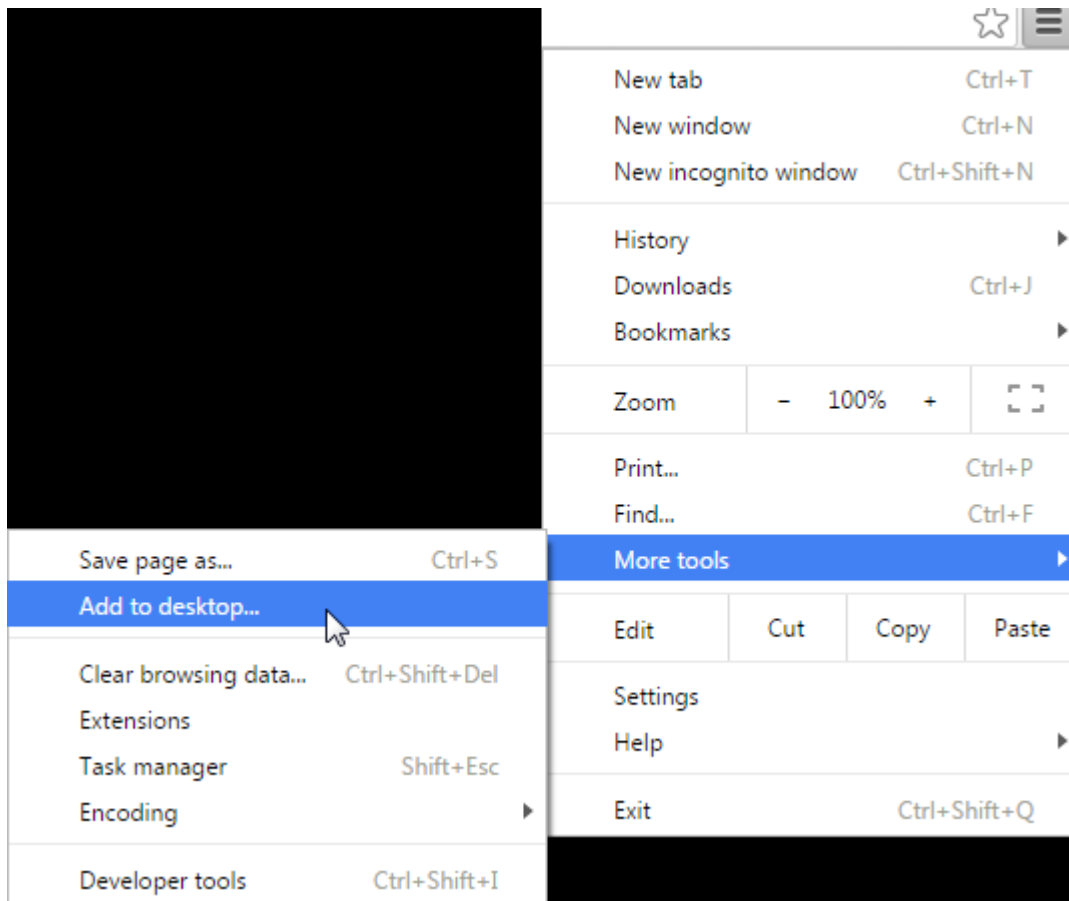 New tab Ctrl+T
New window Ctrl+N
New incognito window Ctrl+Shift+N
History
Downloads Ctrl+J
Bookmarks
Zoom − 100% +
Print... Ctrl+P
Find... Ctrl+F
More tools
Edit Cut Copy Paste
Settings
Help
Exit Ctrl+Shift+Q
Save page as... Ctrl+S
Add to desktop...
Clear browsing data... Ctrl+Shift+Del
Extensions
Task manager Shift+Esc
Encoding
Developer tools Ctrl+Shift+I